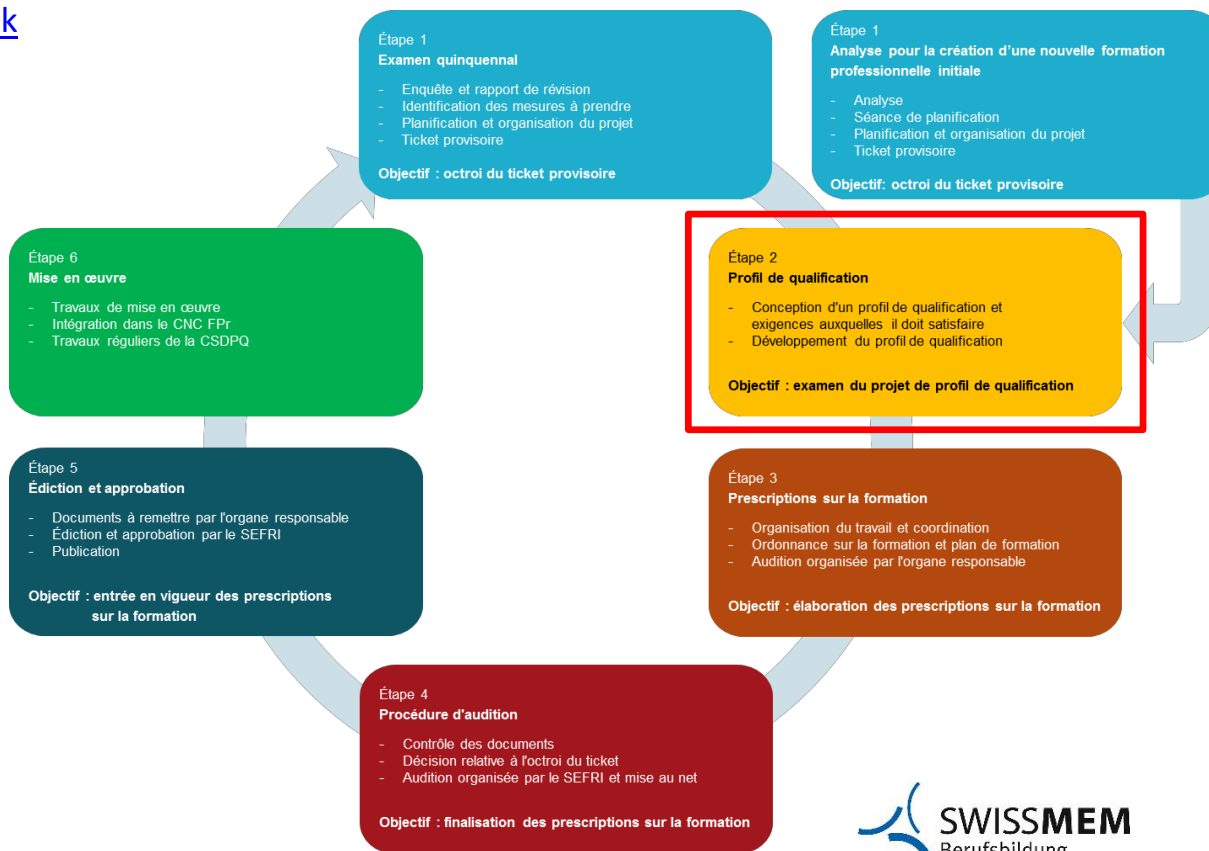 k
Étape 1
Examen quinquennal
- Enquête et rapport de révision
- Identification des mesures à prendre
- Planification et organisation du projet
- Ticket provisoire
Objectif : octroi du ticket provisoire
Étape 1
Analyse pour la création d'une nouvelle formation
professionnelle initiale
- Analyse
- Séance de planification
- Planification et organisation du projet
- Ticket provisoire
Objectif: octroi du ticket provisoire
Étape 2
Profil de qualification
- Conception d'un profil de qualification et
exigences auxquelles il doit satisfaire
- Développement du profil de qualification
Objectif : examen du projet de profil de qualification
Étape 3
Prescriptions sur la formation
- Organisation du travail et coordination
- Ordonnance sur la formation et plan de formation
- Audition organisée par l'organe responsable
Objectif : élaboration des prescriptions sur la formation
Étape 4
Procédure d'audition
- Contrôle des documents
- Décision relative à l'octroi du ticket
- Audition organisée par le SEFRI et mise au net
Objectif : finalisation des prescriptions sur la formation
Étape 5
Édiction et approbation
- Documents à remettre par l'organe responsable
- Édiction et approbation par le SEFRI
- Publication
Objectif : entrée en vigueur des prescriptions
sur la formation
Étape 6
Mise en œuvre
- Travaux de mise en œuvre
- Intégration dans le CNC FPr
- Travaux réguliers de la CSDPQ
SWISSMEM
Berufsbildung